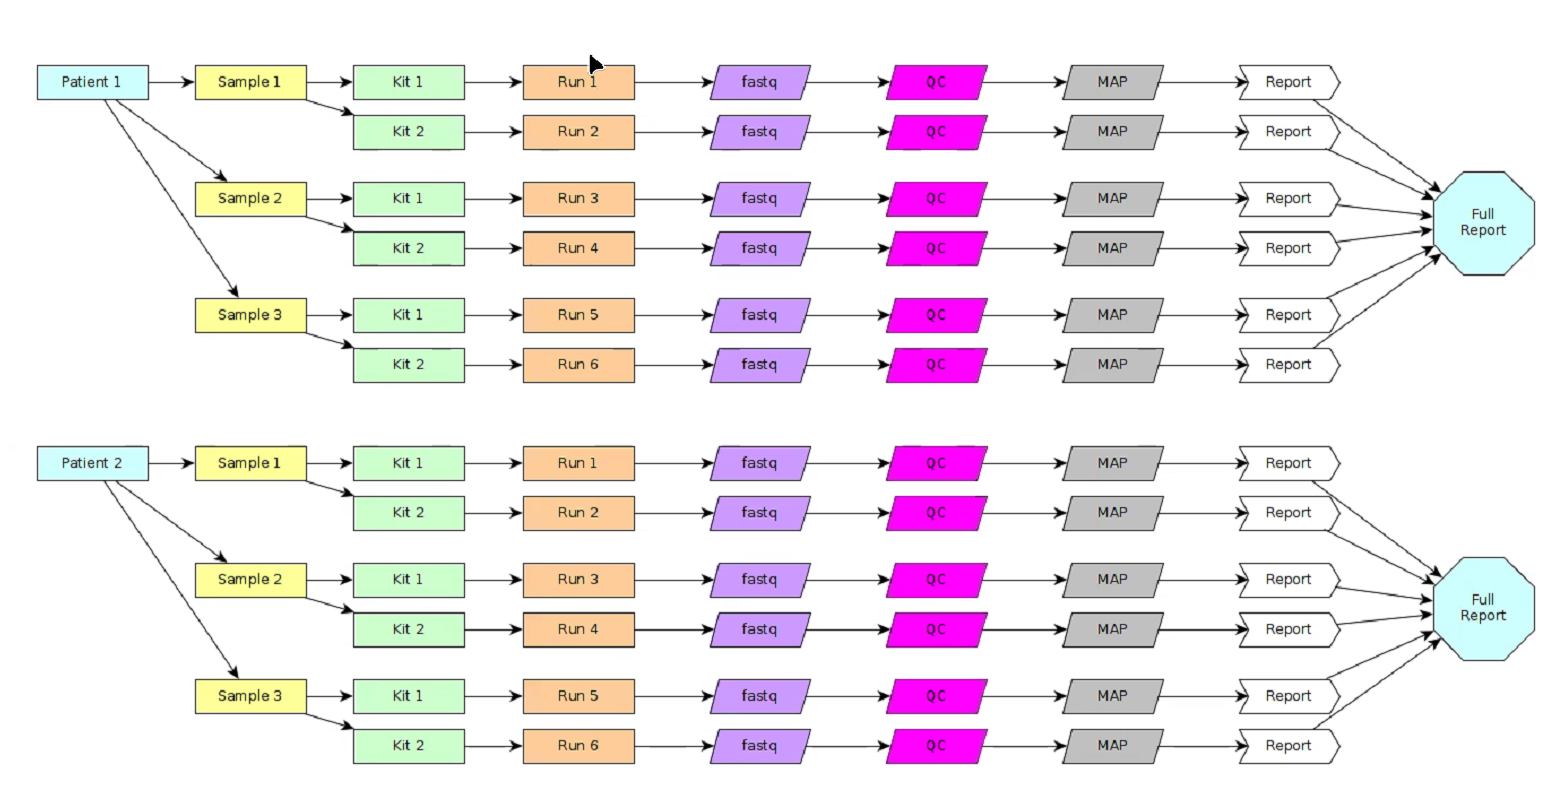 Patient 1 Sample 1 Kit 1 Run 1 fastq QC MAP Report
Kit 2 Run 2 fastq QC MAP Report
Sample 2 Kit 1 Run 3 fastq QC MAP Report
Full
Report
Kit 2 Run 4 fastq QC MAP Report
Sample 3 Kit 1 Run 5 fastq QC MAP Report
Kit 2 Run 6 fastq QC MAP Report
Patient 2 Sample 1 Kit 1 Run 1 fastq QC MAP Report
Kit 2 Run 2 fastq QC MAP Report
Sample 2 Kit 1 Run 3 fastq QC MAP Report
Full
Report
Kit 2 Run 4 fastq QC MAP Report
Sample 3 Kit 1 Run 5 fastq QC MAP Report
Kit 2 Run 6 fastq QC MAP Report